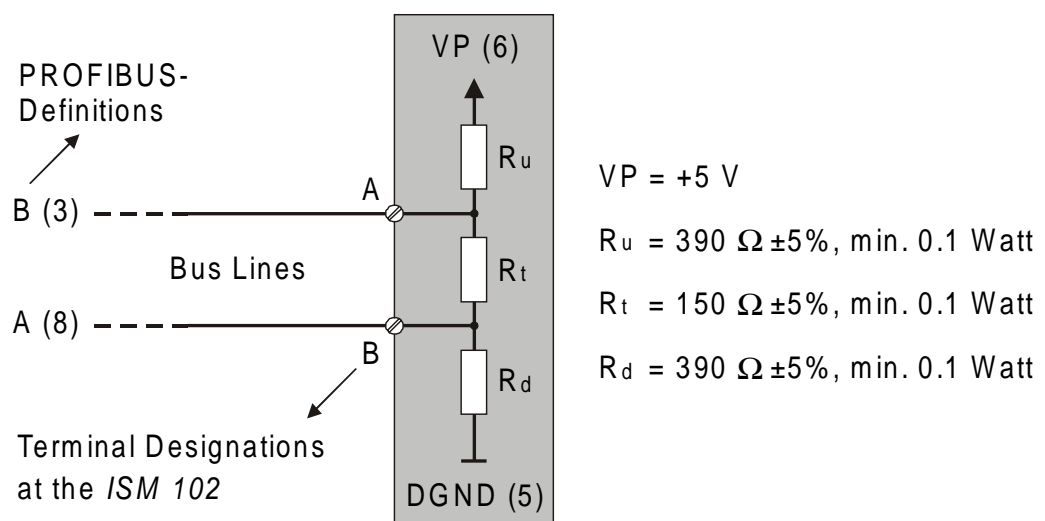 VP (6)
PROFIBUS-
Definitions
Ru
A
B (3)
Bus Lines
Rt
A (8)
B
Rd
Terminal Designations
at the ISM 102
DGND (5)
VP = +5 V
Ru = 390 Ω ±5%, min. 0.1 Watt
Rt = 150 Ω ±5%, min. 0.1 Watt
Rd = 390 Ω ±5%, min. 0.1 Watt